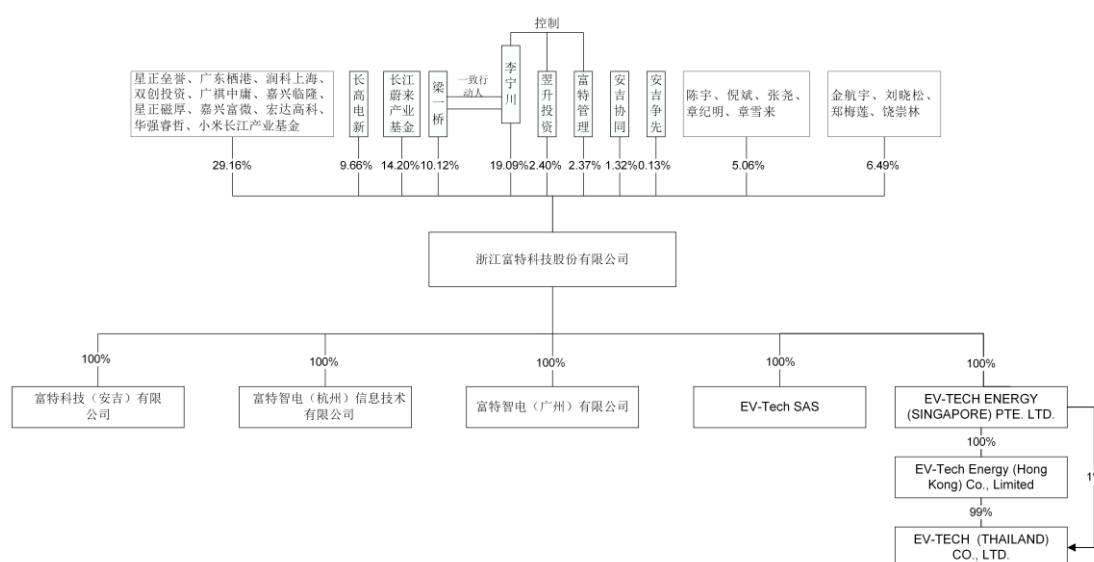 控制
星正垒誉、广东栖港、润科上海、
双创投资、广祺中庸、嘉兴临隆、
星正磁厚、嘉兴富微、宏达高科、
华强睿哲、小米长江产业基金
长高电新
长江蔚来产业基金
梁一桥
一致行
动人
李宁川
翌升投资
富特管理
安吉协同
安吉争先
陈宇、倪斌、张尧、
章纪明、章雪来
金航宇、刘晓松、
郑梅莲、饶崇林
29.16%
9.66%
14.20%
10.12%
19.09%
2.40%
2.37%
1.32%
0.13%
5.06%
6.49%
浙江富特科技股份有限公司
100%
100%
100%
100%
100%
富特科技（安吉）有限
公司
富特智电（杭州）信息技术
有限公司
富特智电（广州）有限公司
EV-Tech SAS
EV-TECH ENERGY
(SINGAPORE) PTE. LTD.
100%
EV-Tech Energy (Hong
Kong) Co., Limited
99%
EV-TECH（THAILAND）
CO., LTD.